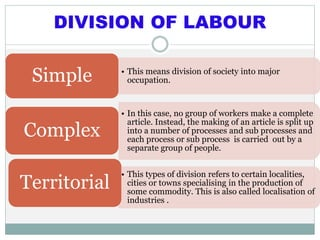 DIVISION OF LABOUR
Simple
• This means division of society into major
occupation.
Complex
• In this case, no group of workers make a complete
article. Instead, the making of an article is split up
into a number of processes and sub processes and
each process or sub process is carried out by a
separate group of people.
Territorial
• This types of division refers to certain localities,
cities or towns specialising in the production of
some commodity. This is also called localisation of
industries .